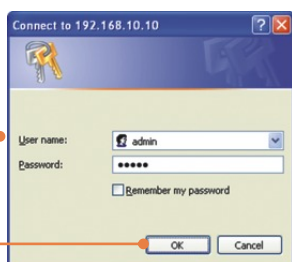 Connect to 192.168.10.10
User name:
admin
Password:
•••••
Remember my password
OK
Cancel